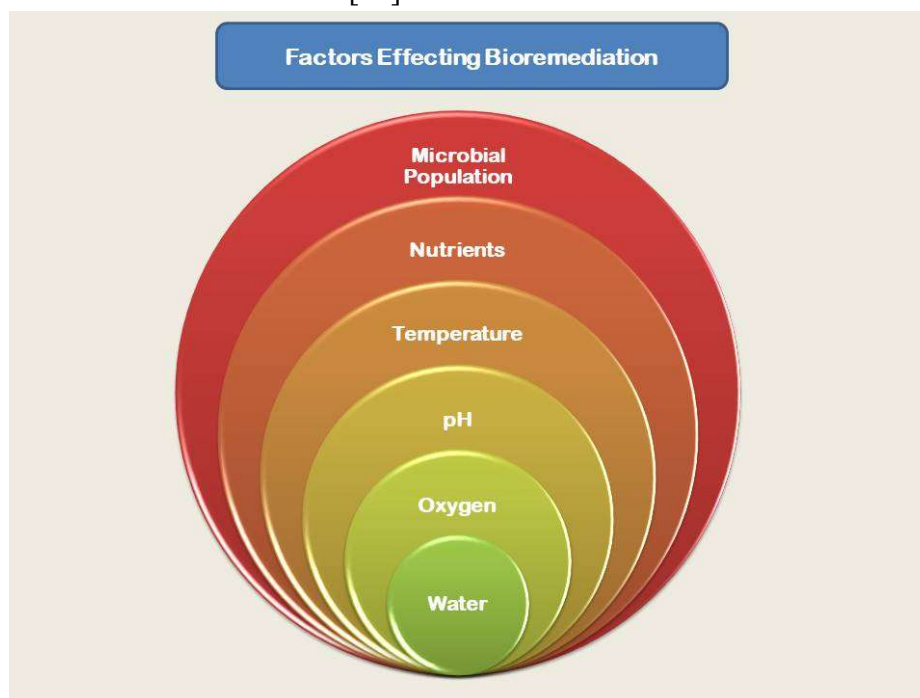 Factors Effecting Bioremediation
Microbial
Population
Nutrients
Temperature
pH
Oxygen
Water